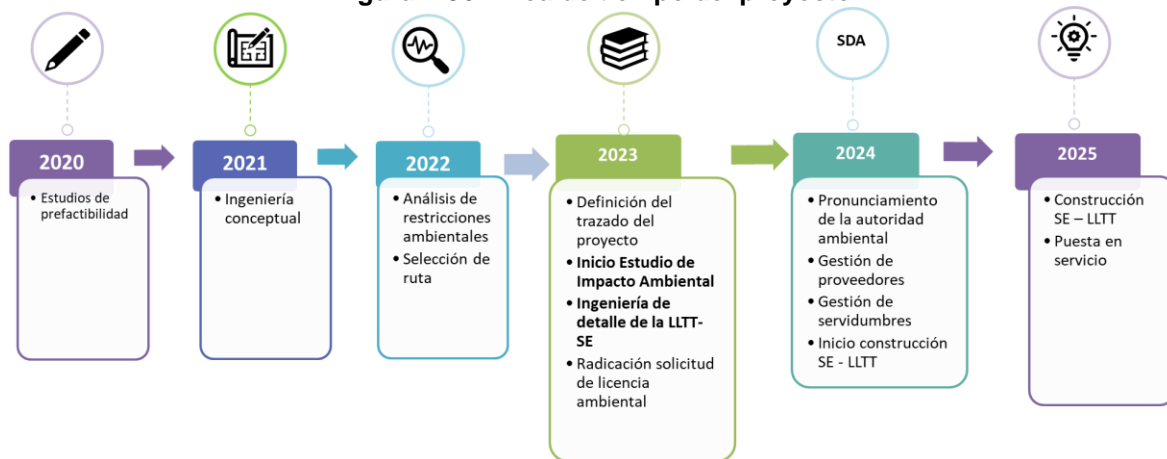 SDA
2020
• Estudios de
prefactibilidad
2021
• Ingeniería
conceptual
2022
• Análisis de
restricciones
ambientales
• Selección de
ruta
2023
• Definición del
trazado del
proyecto
• Inicio Estudio de
Impacto Ambiental
• Ingeniería de
detalle de la LLTT-
SE
• Radicación solicitud
de licencia
ambiental
2024
• Pronunciamiento
de la autoridad
ambiental
• Gestión de
proveedores
• Gestión de
servidumbres
• Inicio construcción
SE - LLTT
2025
• Construcción
SE – LLTT
• Puesta en
servicio